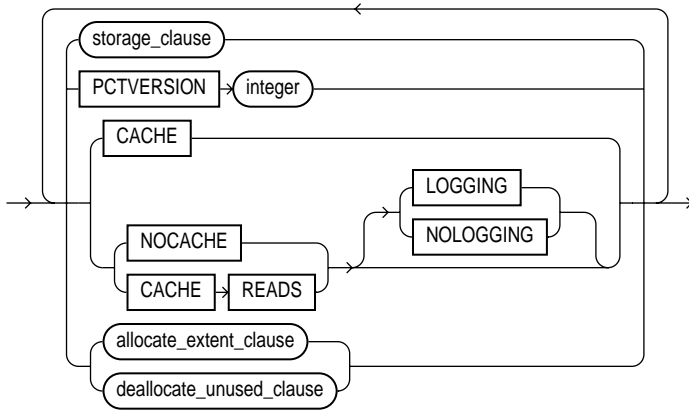 storage_clause
PCTVERSION integer
CACHE
LOGGING
NOLOGGING
NOCACHE
CACHE READS
allocate_extent_clause
deallocate_unused_clause